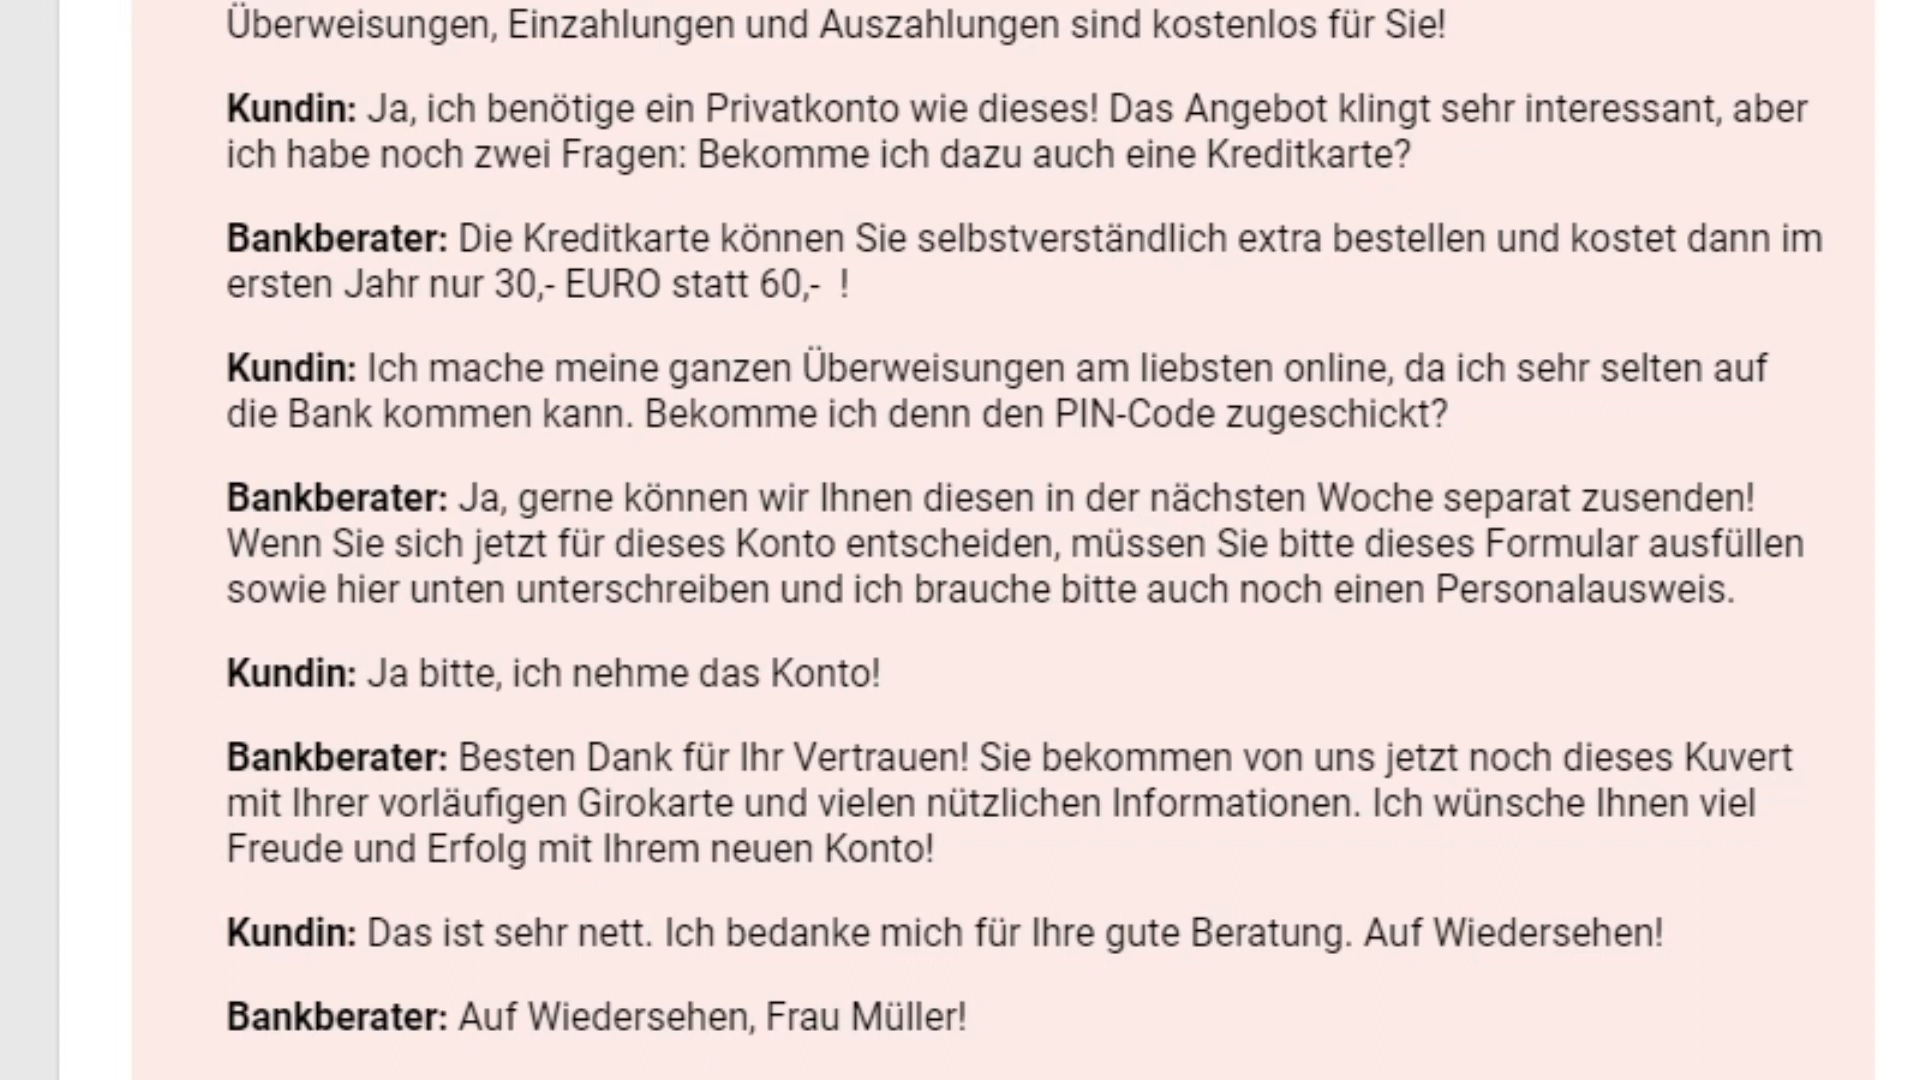 Überweisungen, Einzahlungen und Auszahlungen sind kostenlos für Sie!
Kundin: Ja, ich benötige ein Privatkonto wie dieses! Das Angebot klingt sehr interessant, aber
ich habe noch zwei Fragen: Bekomme ich dazu auch eine Kreditkarte?
Bankberater: Die Kreditkarte können Sie selbstverständlich extra bestellen und kostet dann im
ersten Jahr nur 30,- EURO statt 60,-  !
Kundin: Ich mache meine ganzen Überweisungen am liebsten online, da ich sehr selten auf
die Bank kommen kann. Bekomme ich denn den PIN-Code zugeschickt?
Bankberater: Ja, gerne können wir Ihnen diesen in der nächsten Woche separat zusenden!
Wenn Sie sich jetzt für dieses Konto entscheiden, müssen Sie bitte dieses Formular ausfüllen
sowie hier unten unterschreiben und ich brauche bitte auch noch einen Personalausweis.
Kundin: Ja bitte, ich nehme das Konto!
Bankberater: Besten Dank für Ihr Vertrauen! Sie bekommen von uns jetzt noch dieses Kuvert
mit Ihrer vorläufigen Girokarte und vielen nützlichen Informationen. Ich wünsche Ihnen viel
Freude und Erfolg mit Ihrem neuen Konto!
Kundin: Das ist sehr nett. Ich bedanke mich für Ihre gute Beratung. Auf Wiedersehen!
Bankberater: Auf Wiedersehen, Frau Müller!